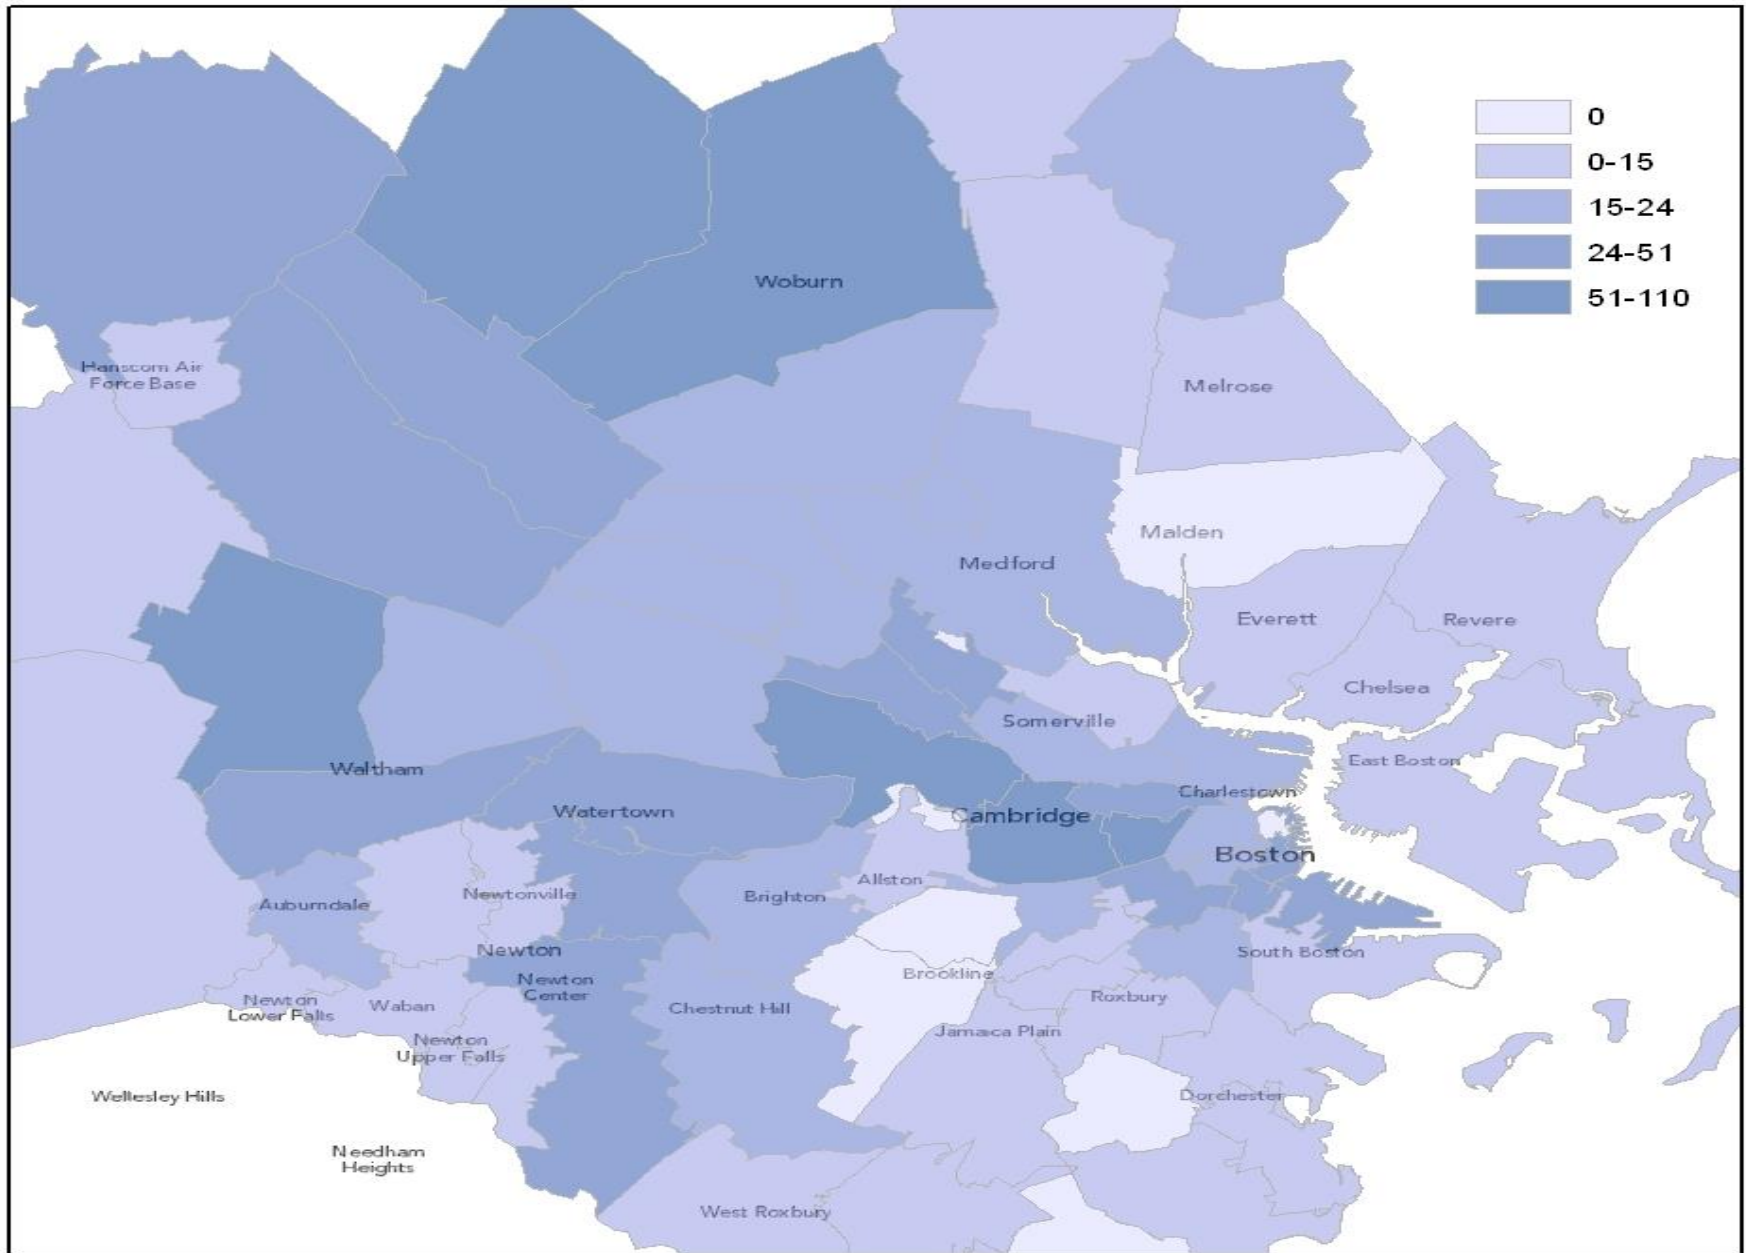 0
0-15
15-24
24-51
51-110
Woburn
Hanscom Air
Force Base
Melrose
Malden
Medford
Everett
Revere
Chelsea
Somerville
East Boston
Waltham
Charlestown
Watertown
Cambridge
Boston
Allston
Newtonville
Brighton
Auburndale
Newton
South Boston
Brookline
Newton
Center
Roxbury
Newton
Lower Falls
Waban
Chestnut Hill
Jamaica Plain
Newton
Upper Falls
Wellesley Hills
Dorchester
Needham
Heights
West Roxbury